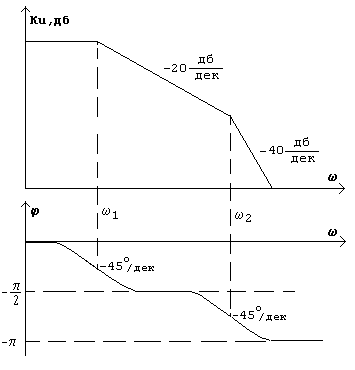 Ku,дб
-20 дб/дек
-40 дб/дек
ω
φ
ω1
ω2
ω
-45°/дек
-π/2
-45°/дек
-π